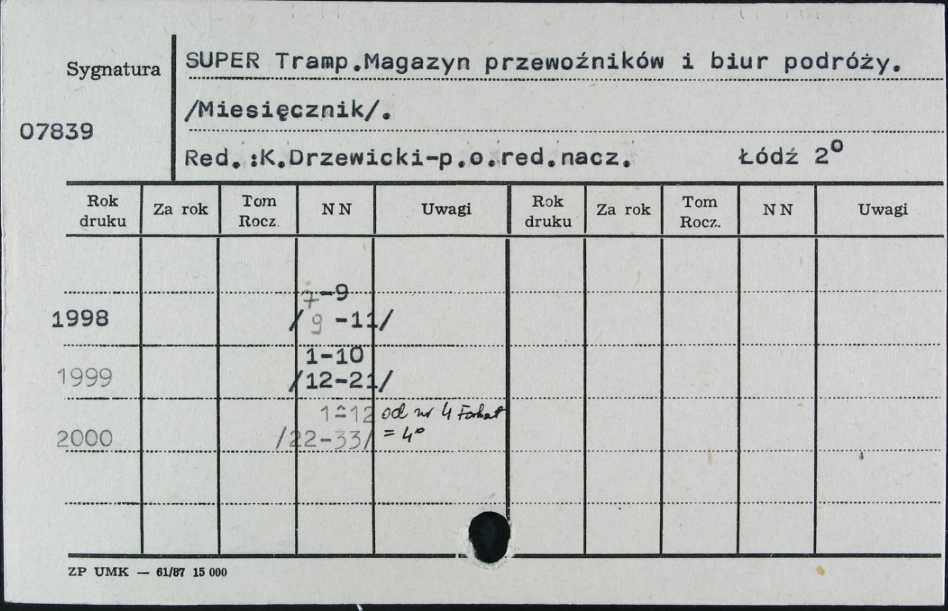 SUPER Tramp.Magazyn przewoźników i biur podróży.
Sygnatura
/Miesięcznik/.
07839
Red.:K.Drzewicki-p.o.red.nacz. Łódź 2º
Rok druku Za rok Tom Rocz. NN Uwagi Rok druku Za rok Tom Rocz. NN Uwagi
7-9
1998 / 9 -11/
1-10
1999 /12-21/
1-12 od nr 4 Format
2000 /22-33/ = 4º
ZP UMK — 61/87 15 000